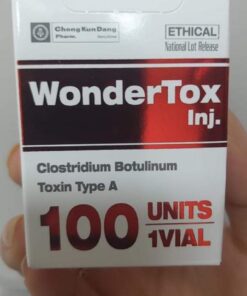 Chong Kun Dang
Pharm.
ETHICAL
National Lot Release
WonderTox
Inj.
Clostridium Botulinum
Toxin Type A
100 UNITS
/1VIAL